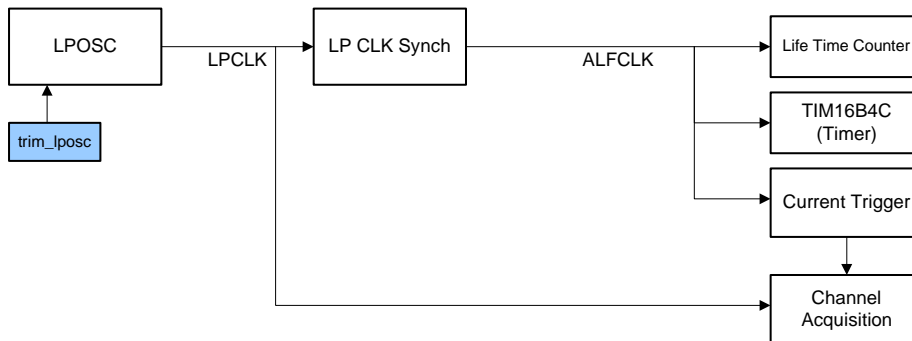 LPOSC
LPCLK
LP CLK Synch
ALFCLK
Life Time Counter
trim_lposc
TIM16B4C
(Timer)
Current Trigger
Channel
Acquisition